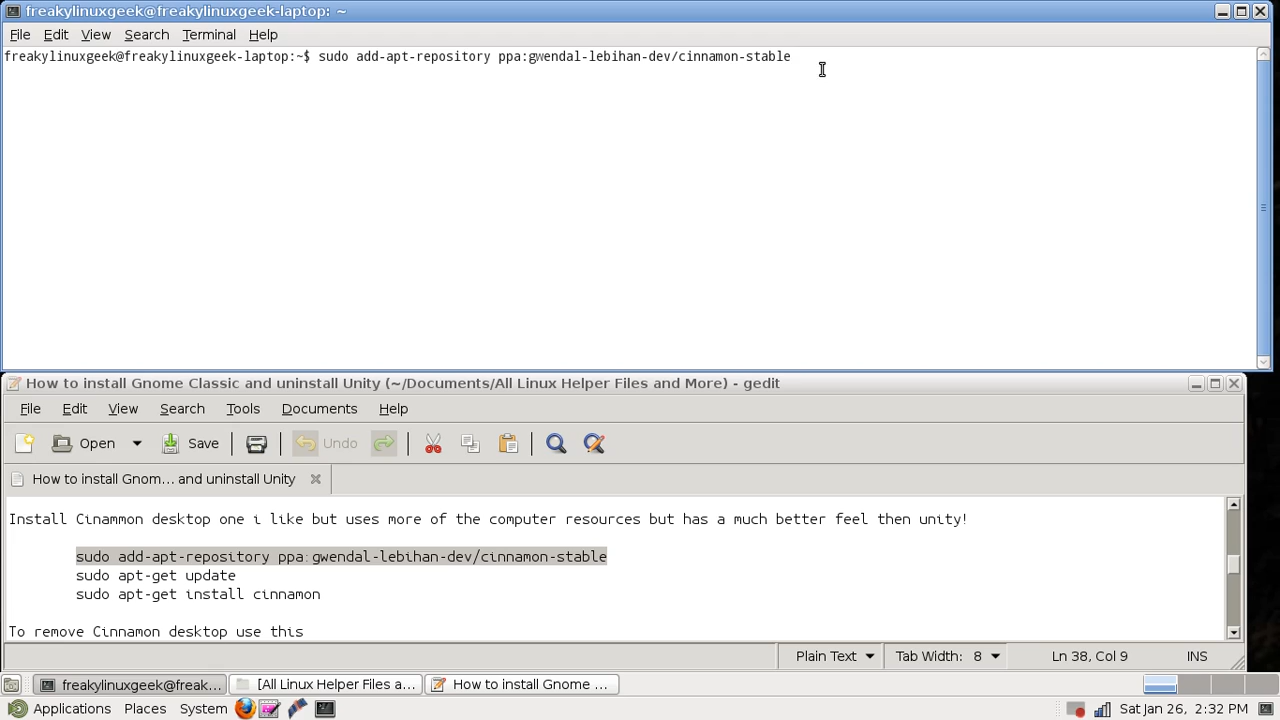 freakylinuxgeek@freakylinuxgeek-laptop: ~
File Edit View Search Terminal Help
freakylinuxgeek@freakylinuxgeek-laptop:~$ sudo add-apt-repository ppa:gwendal-lebihan-dev/cinnamon-stable
How to install Gnome Classic and uninstall Unity (~/Documents/All Linux Helper Files and More) - gedit
File Edit View Search Tools Documents Help
Open Save Undo
How to install Gnom... and uninstall Unity
Install Cinammon desktop one i like but uses more of the computer resources but has a much better feel then unity!
sudo add-apt-repository ppa:gwendal-lebihan-dev/cinnamon-stable
sudo apt-get update
sudo apt-get install cinnamon
To remove Cinnamon desktop use this
Plain Text Tab Width: 8 Ln 38, Col 9 INS
freakylinuxgeek@freak... [All Linux Helper Files a... How to install Gnome ...
Applications Places System Sat Jan 26, 2:32 PM